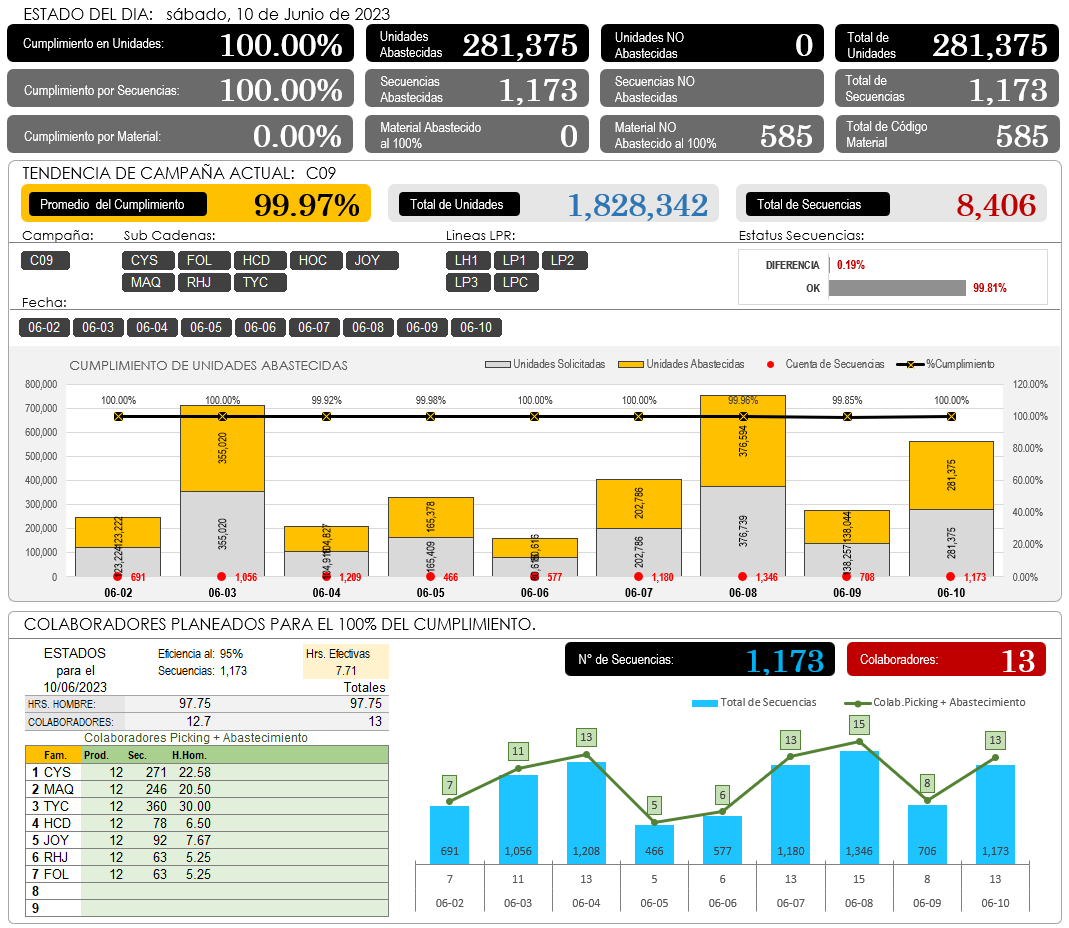 ESTADO DEL DIA: sábado, 10 de Junio de 2023
Cumplimiento en Unidades: 100.00%
Unidades Abastecidas 281,375
Unidades NO Abastecidas 0
Total de Unidades 281,375
Cumplimiento por Secuencias: 100.00%
Secuencias Abastecidas 1,173
Secuencias NO Abastecidas
Total de Secuencias 1,173
Cumplimiento por Material: 0.00%
Material Abastecido al 100% 0
Material NO Abastecido al 100% 585
Total de Código Material 585
TENDENCIA DE CAMPAÑA ACTUAL: C09
Promedio del Cumplimiento 99.97%
Total de Unidades 1,828,342
Total de Secuencias 8,406
Campaña: Sub Cadenas: Lineas LPR: Estatus Secuencias:
C09 CYS FOL HCD HOC JOY LH1 LP1 LP2
MAQ RHJ TYC LP3 LPC
DIFERENCIA 0.19%
OK 99.81%
Fecha:
06-02 06-03 06-04 06-05 06-06 06-07 06-08 06-09 06-10
CUMPLIMIENTO DE UNIDADES ABASTECIDAS
Unidades Solicitadas Unidades Abastecidas Cuenta de Secuencias %Cumplimiento
800,000 120.00%
700,000 100.00%
600,000 80.00%
500,000 60.00%
400,000 40.00%
300,000 20.00%
200,000 0.00%
100,000
0
100.00% 100.00% 99.92% 99.98% 100.00% 100.00% 99.96% 99.85% 100.00%
123,222 355,020 104,827 165,378 202,786 376,594 138,044 281,375
355,020 165,409 202,786 376,739 138,257 281,375
691 1,056 1,209 466 577 1,180 1,346 708 1,173
06-02 06-03 06-04 06-05 06-06 06-07 06-08 06-09 06-10
COLABORADORES PLANEADOS PARA EL 100% DEL CUMPLIMIENTO.
ESTADOS
para el
10/06/2023
Eficiencia al: 95%
Secuencias: 1,173
Hrs. Efectivas
7.71
Totales
HRS. HOMBRE: 97.75 97.75
COLABORADORES: 12.7 13
Colaboradores Picking + Abastecimiento
Fam. Prod. Sec. H.Hom.
1 CYS 12 271 22.58
2 MAQ 12 246 20.50
3 TYC 12 360 30.00
4 HCD 12 78 6.50
5 JOY 12 92 7.67
6 RHJ 12 63 5.25
7 FOL 12 63 5.25
8
9
N° de Secuencias: 1,173
Colaboradores: 13
Total de Secuencias Colab.Picking + Abastecimiento
7 11 13 5 6 13 15 8 13
691 1,056 1,208 466 577 1,180 1,346 706 1,173
7 11 13 5 6 13 15 8 13
06-02 06-03 06-04 06-05 06-06 06-07 06-08 06-09 06-10